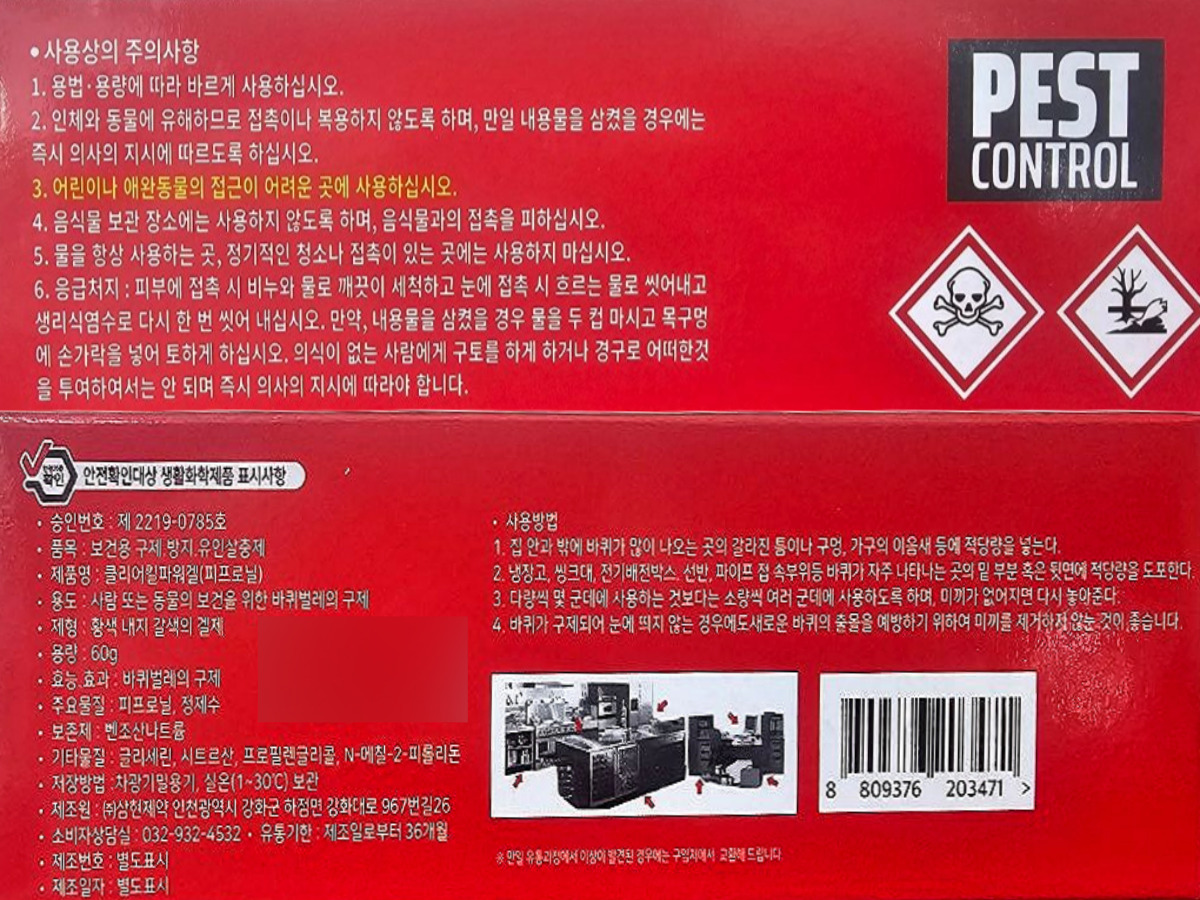 • 사용상의 주의사항
1. 용법·용량에 따라 바르게 사용하십시오.
2. 인체와 동물에 유해하므로 접촉이나 복용하지 않도록 하며, 만일 내용물을 삼켰을 경우에는
즉시 의사의 지시에 따르도록 하십시오.
3. 어린이나 애완동물의 접근이 어려운 곳에 사용하십시오.
4. 음식물 보관 장소에는 사용하지 않도록 하며, 음식물과의 접촉을 피하십시오.
5. 물을 항상 사용하는 곳, 정기적인 청소나 접촉이 있는 곳에는 사용하지 마십시오.
6. 응급처지 : 피부에 접촉 시 비누와 물로 깨끗이 세척하고 눈에 접촉 시 흐르는 물로 씻어내고
생리식염수로 다시 한 번 씻어 내십시오. 만약, 내용물을 삼켰을 경우 물을 두 컵 마시고 목구멍
에 손가락을 넣어 토하게 하십시오. 의식이 없는 사람에게 구토를 하게 하거나 경구로 어떠한것
을 투여하여서는 안 되며 즉시 의사의 지시에 따라야 합니다.
PEST
CONTROL
확인
안전확인대상 생활화학제품 표시사항
• 승인번호 : 제 2219-0785호
• 품목 : 보건용 구제.방지.유인살충제
• 제품명 : 클리어킬파워겔(피프로닐)
• 용도 : 사람 또는 동물의 보건을 위한 바퀴벌레의 구제
• 제형 : 황색 내지 갈색의 겔제
• 용량 : 60g
• 효능.효과 : 바퀴벌레의 구제
• 주요물질 : 피프로닐, 정제수
• 보존제 : 벤조산나트륨
• 기타물질 : 글리세린, 시트르산, 프로필렌글리콜, N-메칠-2-피롤리돈
• 저장방법 :차광기밀용기, 실온(1~30℃) 보관
• 제조원 : ㈜삼현제약 인천광역시 강화군 하점면 강화대로 967번길26
• 소비자상담실 : 032-932-4532 • 유통기한 : 제조일로부터 36개월
• 제조번호 : 별도표시
• 제조일자 : 별도표시
• 사용방법
1. 집 안과 밖에 바퀴가 많이 나오는 곳의 갈라진 틈이나 구멍, 가구의 이음새 등에 적당량을 넣는다.
2. 냉장고, 씽크대, 전기배전박스. 선반, 파이프 접 속부위등 바퀴가 자주 나타나는 곳의 밑 부분 혹은 뒷면에 적당량을 도포한다
3. 다량씩 몇 군데에 사용하는 것보다는 소량씩 여러 군데에 사용하도록 하며, 미끼가 없어지면 다시 놓아준다.
4. 바퀴가 구제되어 눈에 띄지 않는 경우에도새로운 바퀴의 출몰을 예방하기 위하여 미끼를 제거하지 않는 것이 좋습니다.
8 809376 203471 >
※ 만일 유통과정에서 이상이 발견된 경우에는 구입처에서 교환해 드립니다.